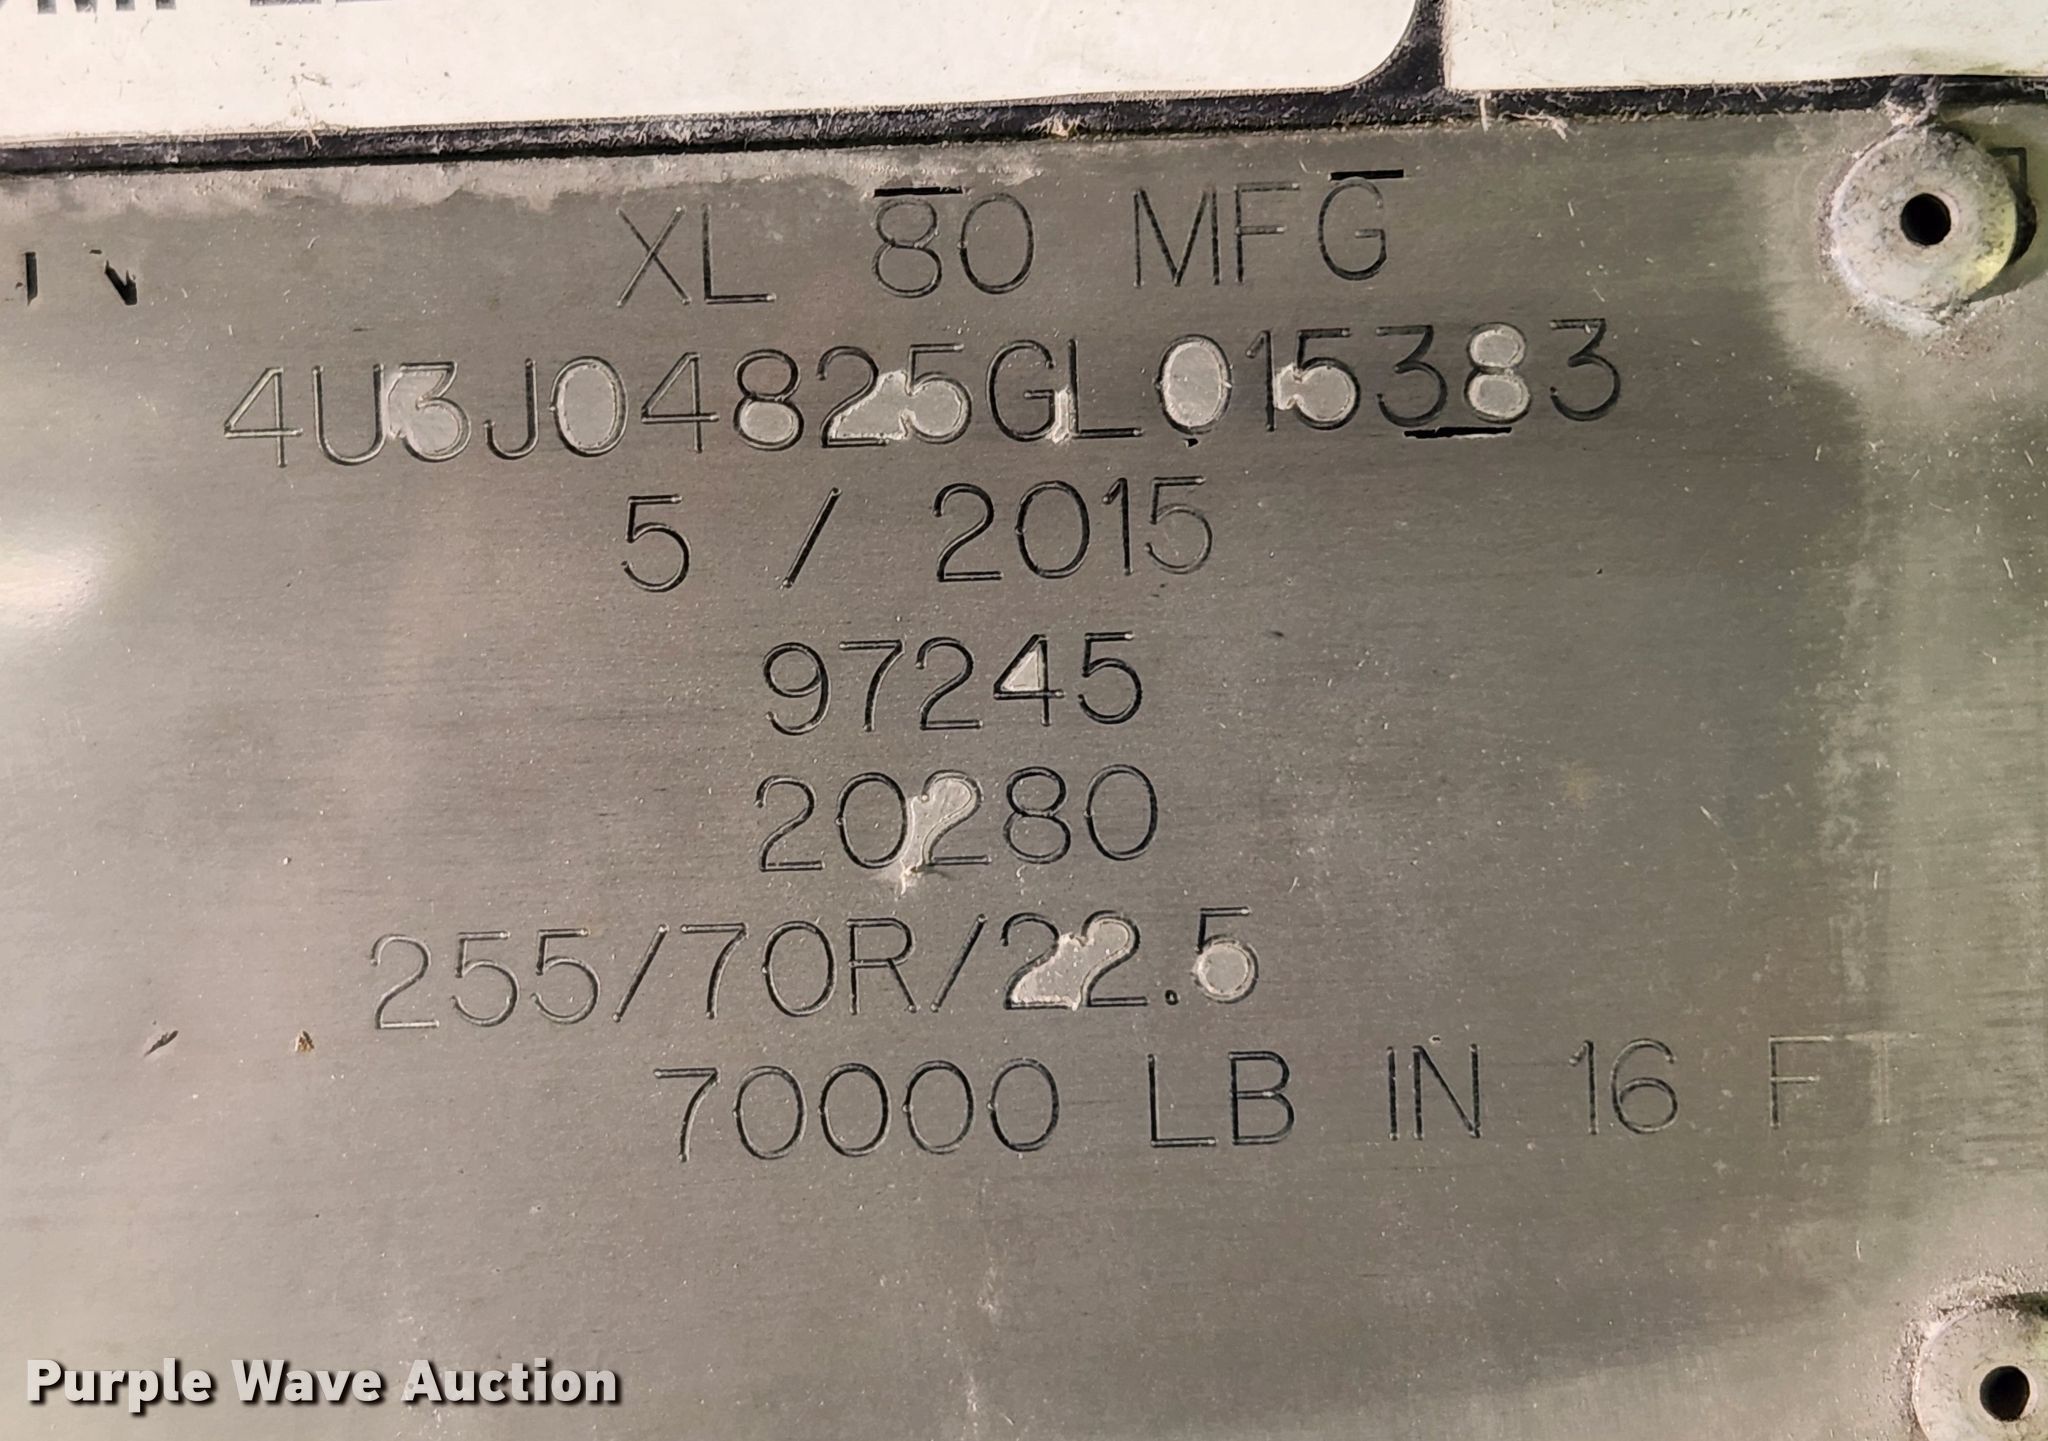 XL 80 MFG
4U3J04825GL015383
5 / 2015
97245
20280
255/70R/22.5
70000 LB IN 16 FT
Purple Wave Auction